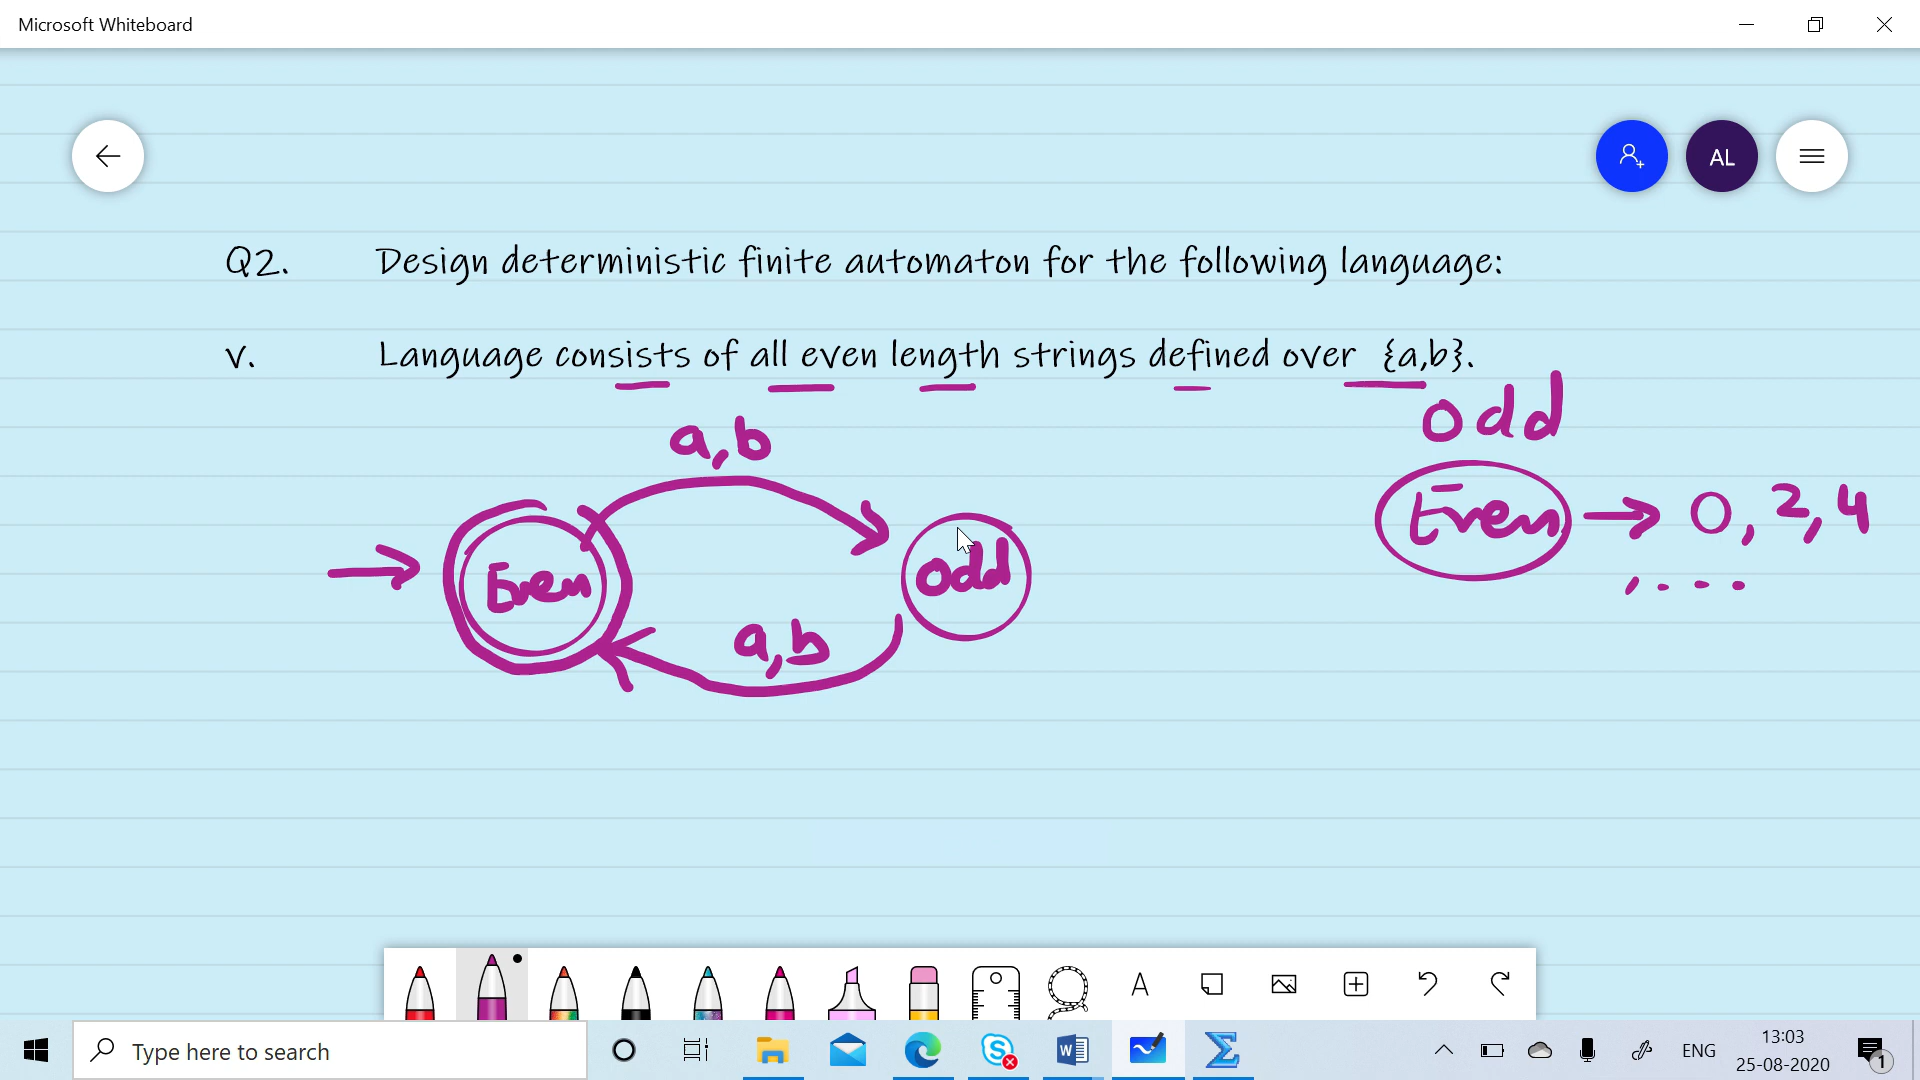 Microsoft Whiteboard
AL
Q2. Design deterministic finite automaton for the following language:
v. Language consists of all even length strings defined over {a,b}.
odd
a,b
Even → 0, 2, 4
, . . . .
→ Even
odd
a,b
A
Type here to search
ENG
13:03
25-08-2020
1